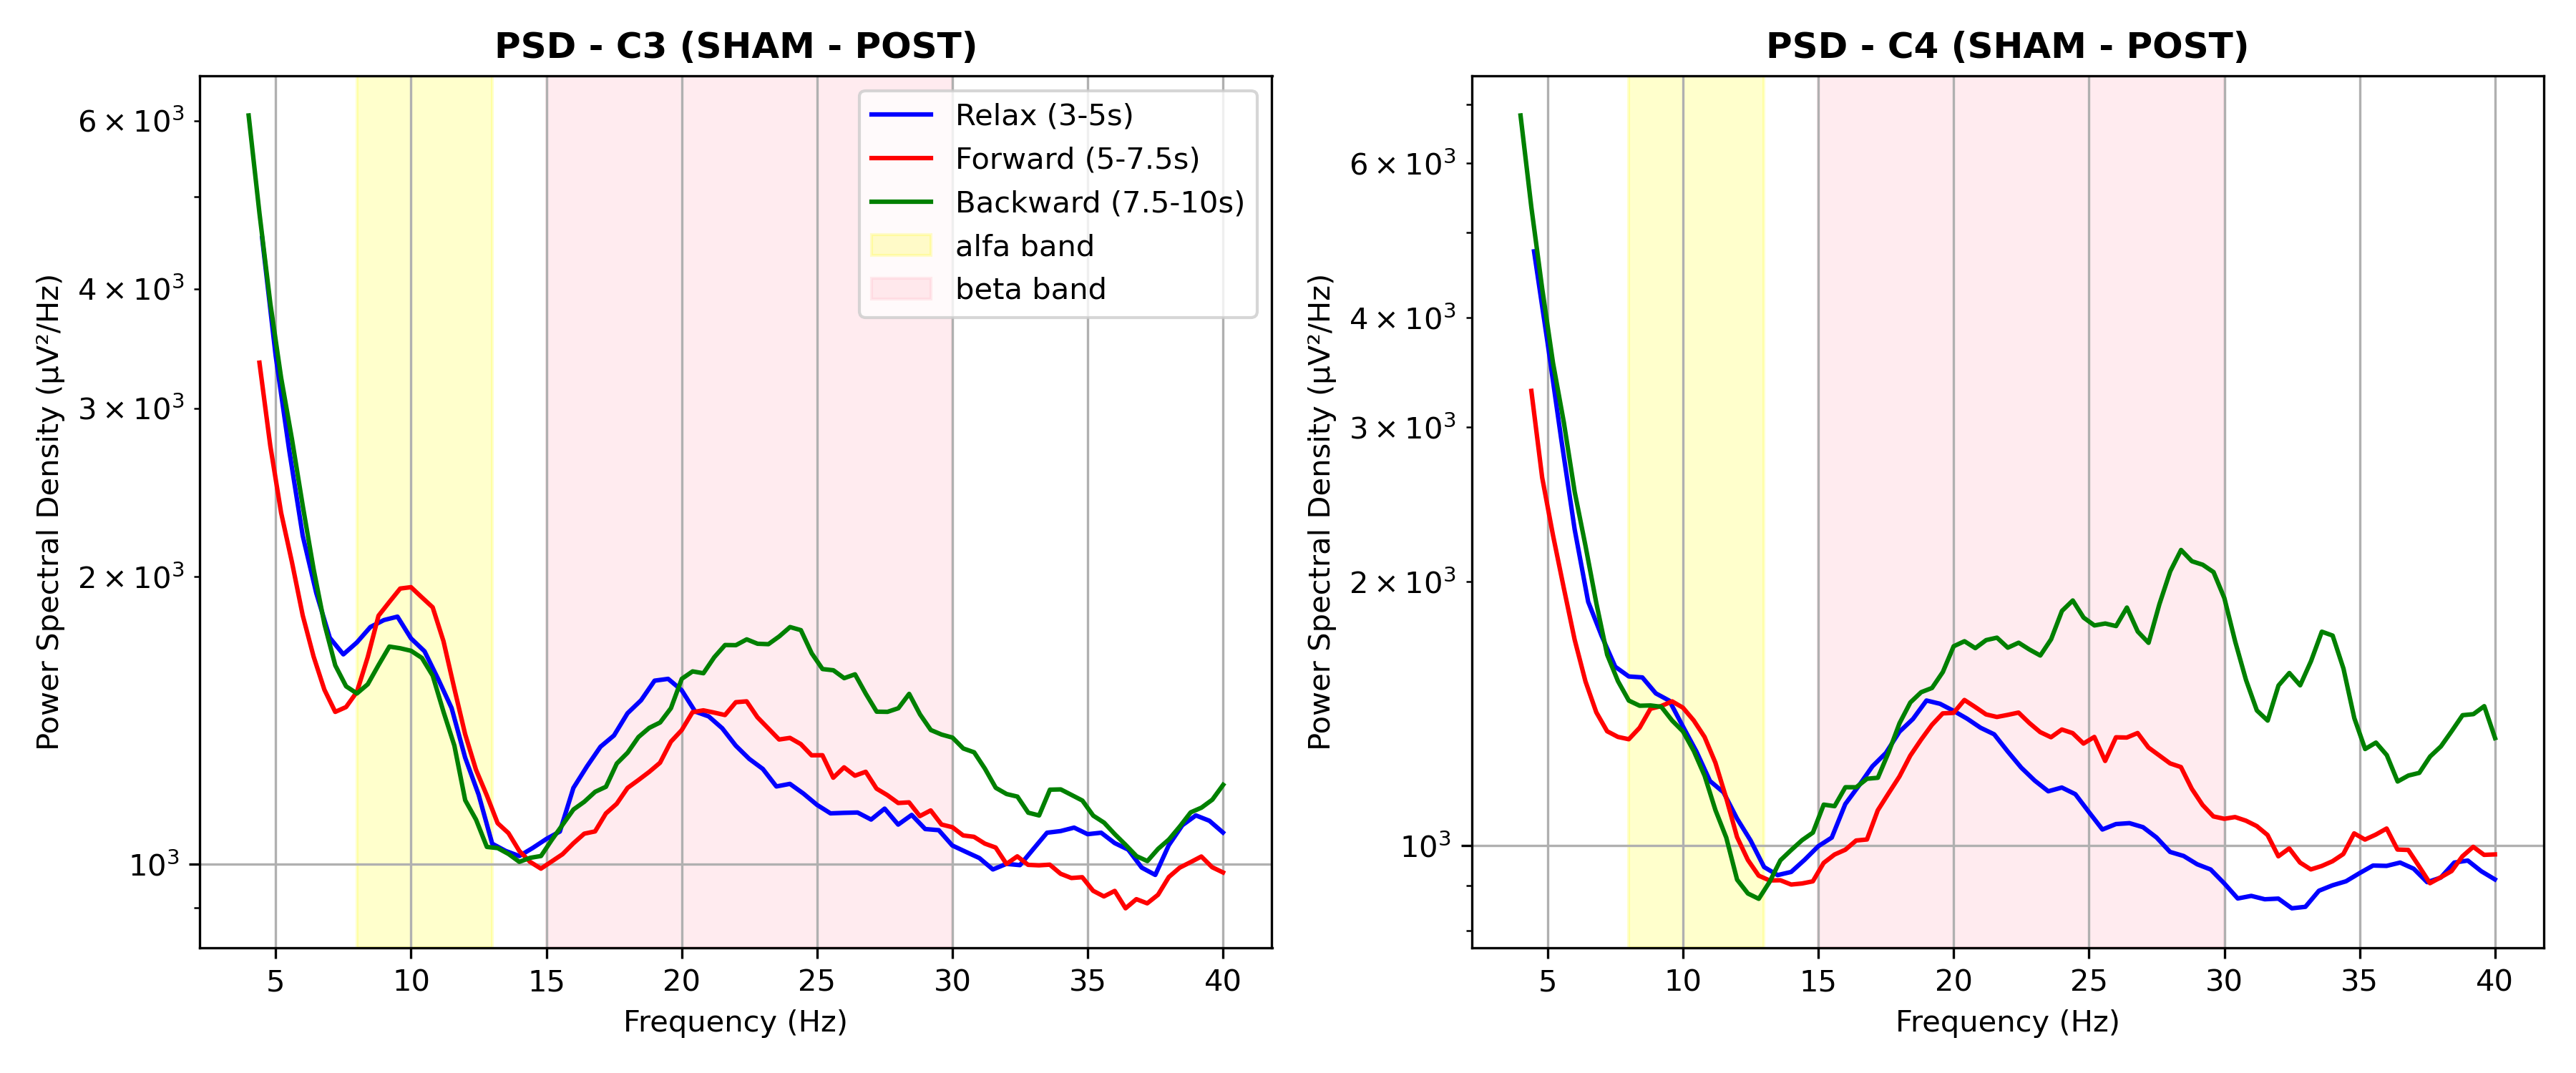 PSD - C3 (SHAM - POST)
Power Spectral Density (µV²/Hz)
6 × 10³
4 × 10³
3 × 10³
2 × 10³
10³
Relax (3-5s)
Forward (5-7.5s)
Backward (7.5-10s)
alfa band
beta band
5 10 15 20 25 30 35 40
Frequency (Hz)
PSD - C4 (SHAM - POST)
Power Spectral Density (µV²/Hz)
6 × 10³
4 × 10³
3 × 10³
2 × 10³
10³
5 10 15 20 25 30 35 40
Frequency (Hz)